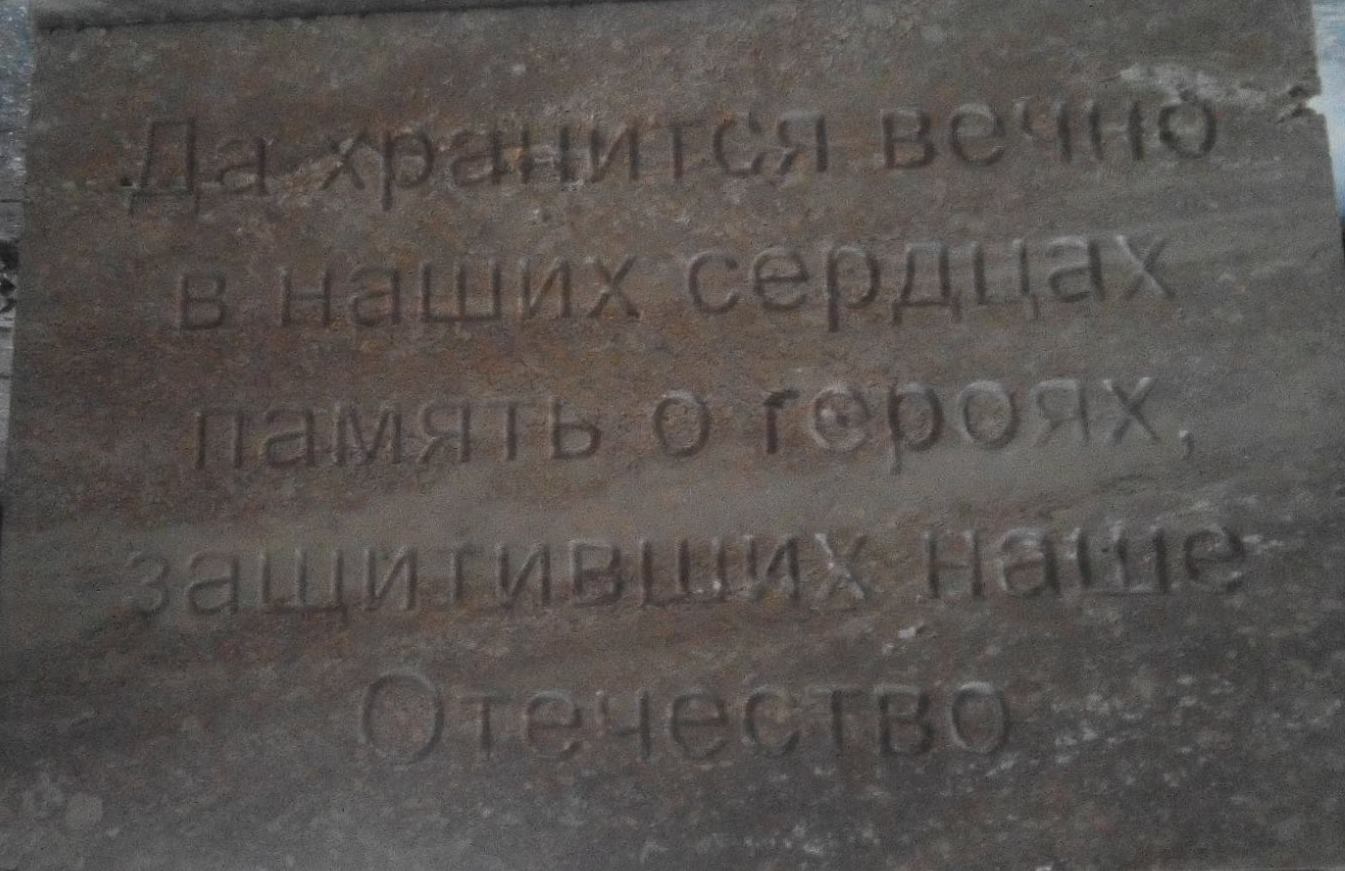 Да хранится вечно
в наших сердцах
память о героях,
защитивших наше
Отечество